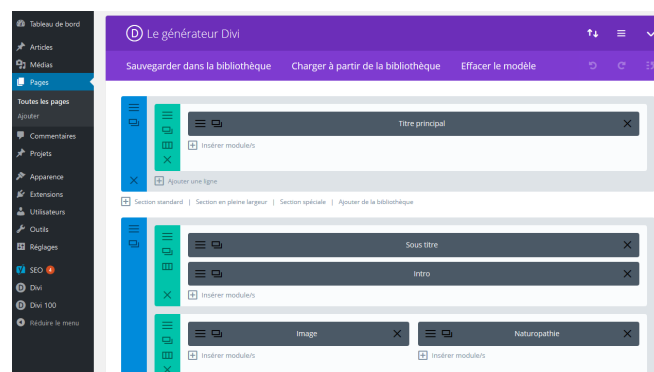 Tableau de bord
Articles
Médias
Pages
Toutes les pages
Ajouter
Commentaires
Projets
Apparence
Extensions
Utilisateurs
Outils
Réglages
SEO 4
Divi
Divi 100
Réduire le menu
D Le générateur Divi
Sauvegarder dans la bibliothèque Charger à partir de la bibliothèque Effacer le modèle
Titre principal
Insérer module/s
Ajouter une ligne
Section standard | Section en pleine largeur | Section spéciale | Ajouter de la bibliothéque
Sous titre
Intro
Insérer module/s
Image Naturopathie
Insérer module/s Insérer module/s